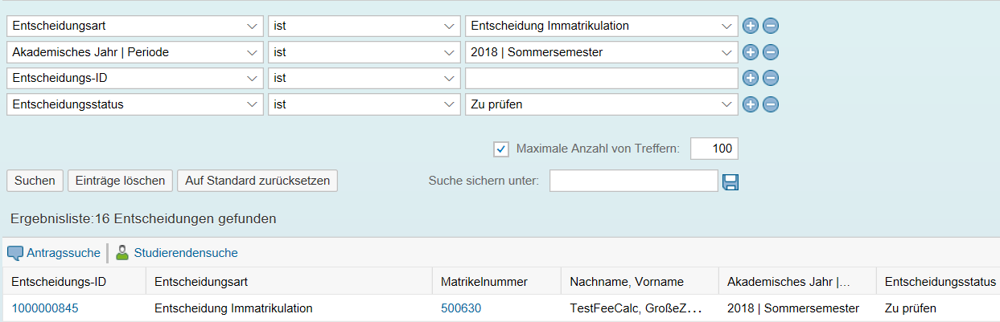 Entscheidungsart ist Entscheidung Immatrikulation
Akademisches Jahr | Periode ist 2018 | Sommersemester
Entscheidungs-ID ist
Entscheidungsstatus ist Zu prüfen
Maximale Anzahl von Treffern: 100
Suchen Einträge löschen Auf Standard zurücksetzen Suche sichern unter:
Ergebnisliste:16 Entscheidungen gefunden
Antragssuche Studierendensuche
Entscheidungs-ID Entscheidungsart Matrikelnummer Nachname, Vorname Akademisches Jahr |... Entscheidungsstatus
1000000845 Entscheidung Immatrikulation 500630 TestFeeCalc, GroßeZ... 2018 | Sommersemester Zu prüfen